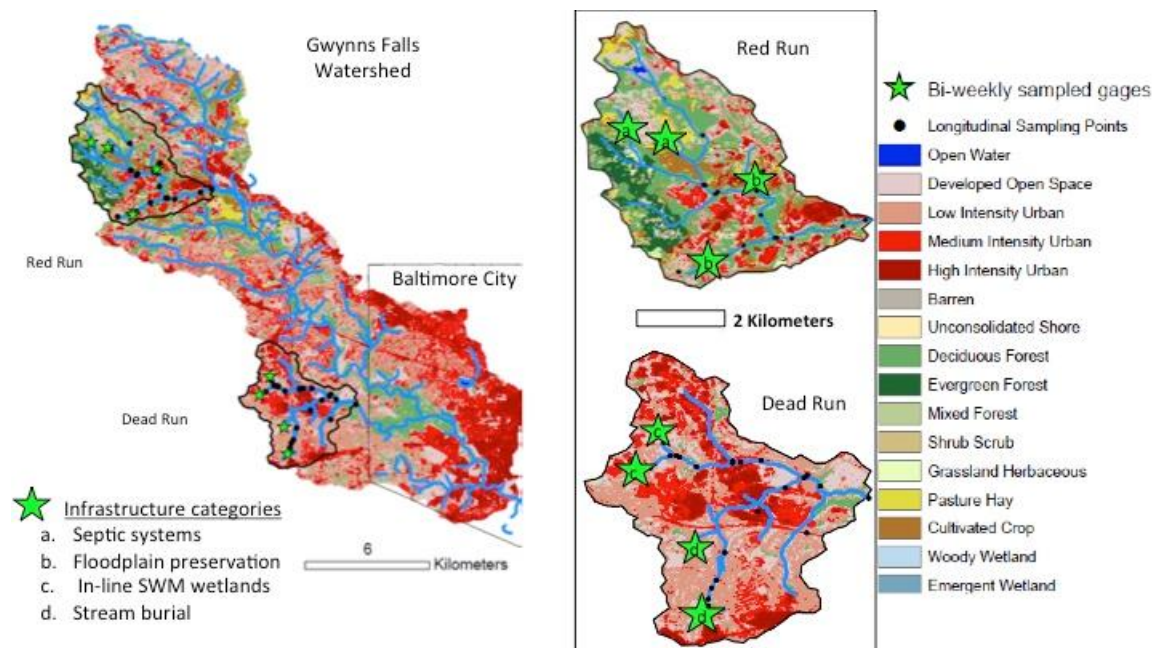 Gwynns Falls
Watershed
Red Run
Baltimore City
Dead Run
Infrastructure categories
a. Septic systems
b. Floodplain preservation
c. In-line SWM wetlands
d. Stream burial
6
Kilometers
Red Run
a
a
b
b
2 Kilometers
Dead Run
c
c
d
d
Bi-weekly sampled gages
Longitudinal Sampling Points
Open Water
Developed Open Space
Low Intensity Urban
Medium Intensity Urban
High Intensity Urban
Barren
Unconsolidated Shore
Deciduous Forest
Evergreen Forest
Mixed Forest
Shrub Scrub
Grassland Herbaceous
Pasture Hay
Cultivated Crop
Woody Wetland
Emergent Wetland